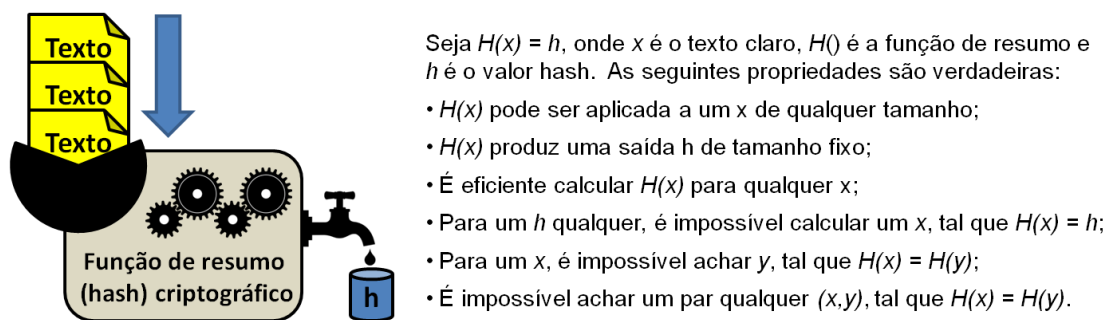 Texto
Texto
Texto
Função de resumo
(hash) criptográfico
h
Seja H(x) = h, onde x é o texto claro, H() é a função de resumo e
h é o valor hash. As seguintes propriedades são verdadeiras:
• H(x) pode ser aplicada a um x de qualquer tamanho;
• H(x) produz uma saída h de tamanho fixo;
• É eficiente calcular H(x) para qualquer x;
• Para um h qualquer, é impossível calcular um x, tal que H(x) = h;
• Para um x, é impossível achar y, tal que H(x) = H(y);
• É impossível achar um par qualquer (x,y), tal que H(x) = H(y).